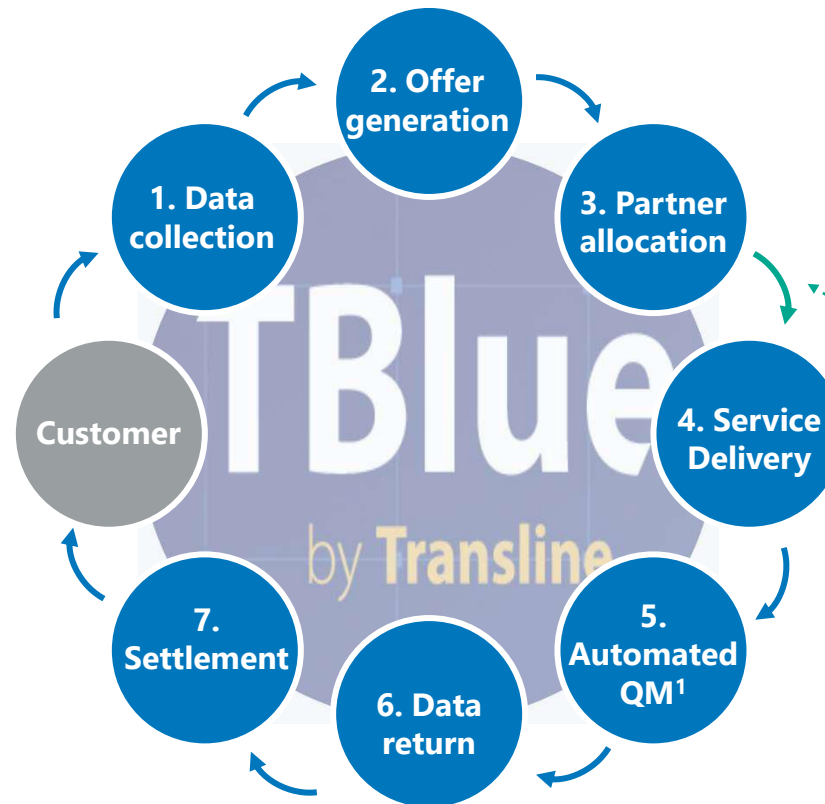 2. Offer
generation
1. Data
collection
3. Partner
allocation
TBlue
by Transline
Customer
4. Service
Delivery
7.
Settlement
5.
Automated
QM¹
6. Data
return